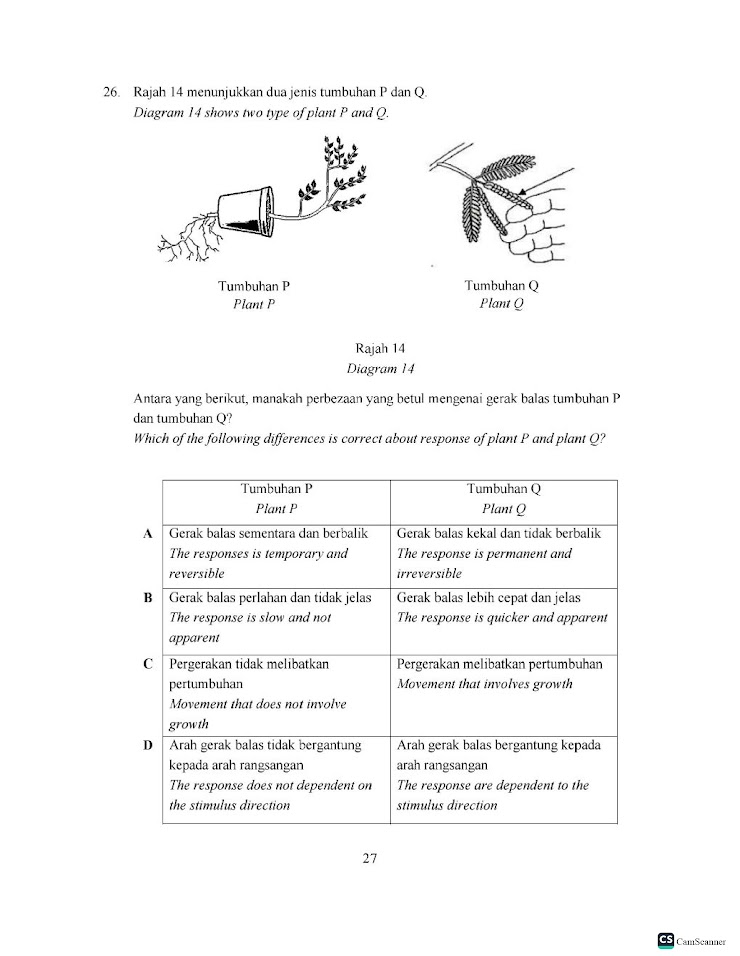 26. Rajah 14 menunjukkan dua jenis tumbuhan P dan Q.
Diagram 14 shows two type of plant P and Q.
Tumbuhan P
Plant P
Tumbuhan Q
Plant Q
Rajah 14
Diagram 14
Antara yang berikut, manakah perbezaan yang betul mengenai gerak balas tumbuhan P
dan tumbuhan Q?
Which of the following differences is correct about response of plant P and plant Q?
Tumbuhan P
Plant P
Tumbuhan Q
Plant Q
A
Gerak balas sementara dan berbalik
The responses is temporary and
reversible
Gerak balas kekal dan tidak berbalik
The response is permanent and
irreversible
B
Gerak balas perlahan dan tidak jelas
The response is slow and not
apparent
Gerak balas lebih cepat dan jelas
The response is quicker and apparent
C
Pergerakan tidak melibatkan
pertumbuhan
Movement that does not involve
growth
Pergerakan melibatkan pertumbuhan
Movement that involves growth
D
Arah gerak balas tidak bergantung
kepada arah rangsangan
The response does not dependent on
the stimulus direction
Arah gerak balas bergantung kepada
arah rangsangan
The response are dependent to the
stimulus direction
27
CS CamScanner